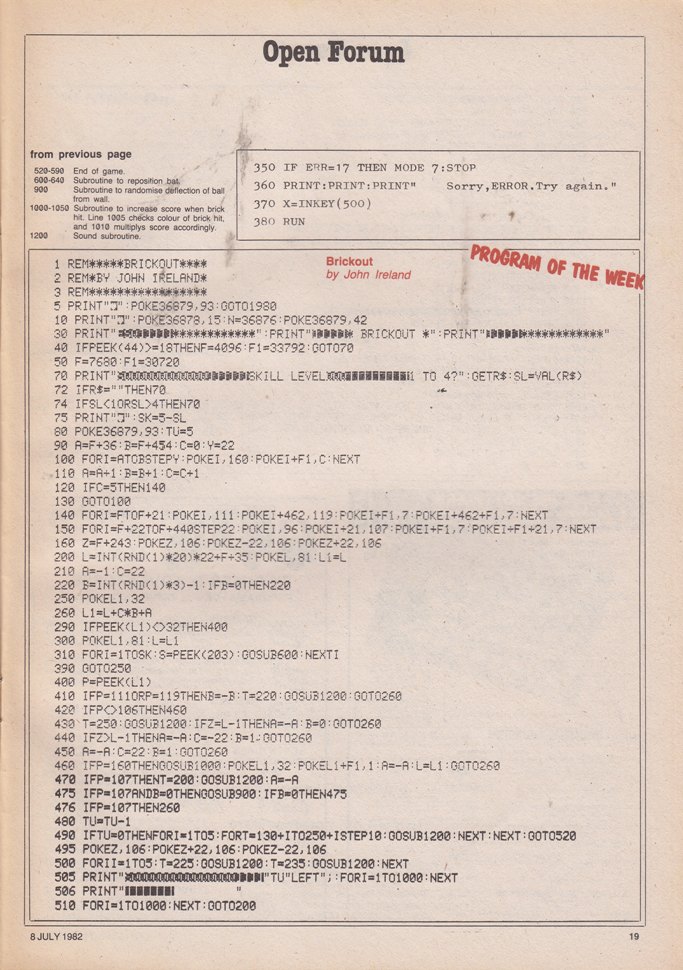 Open Forum
from previous page
520-590 End of game.
600-640 Subroutine to reposition bat.
900 Subroutine to randomise deflection of ball
from wall.
1000-1050 Subroutine to increase score when brick
hit. Line 1005 checks colour of brick hit,
and 1010 multiplys score accordingly.
1200 Sound subroutine.
350 IF ERR=17 THEN MODE 7:STOP
360 PRINT:PRINT:PRINT" Sorry,ERROR.Try again."
370 X=INKEY(500)
380 RUN
Brickout
by John Ireland
PROGRAM OF THE WEEK
1 REM*****BRICKOUT****
2 REM*BY JOHN IRELAND*
3 REM*****************
5 PRINT"":POKE36879,93:GOTO1980
10 PRINT"":POKE36878,15:N=36876:POKE36879,42
30 PRINT"************":PRINT" BRICKOUT *":PRINT"************"
40 IFPEEK(44)>=18THENF=4096:F1=33792:GOTO70
50 F=7680:F1=30720
70 PRINT"SKILL LEVEL1 TO 4?":GETR$:SL=VAL(R$)
72 IFR$=""THEN70
74 IFSL<1ORSL>4THEN70
75 PRINT"":SK=5-SL
80 POKE36879,93:TU=5
90 A=F+36:B=F+454:C=0:Y=22
100 FORI=ATOBSTEPY:POKEI,160:POKEI+F1,C:NEXT
110 A=A+1:B=B+1:C=C+1
120 IFC=5THEN140
130 GOTO100
140 FORI=FTOF+21:POKEI,111:POKEI+462,119:POKEI+F1,7:POKEI+462+F1,7:NEXT
150 FORI=F+22TOF+440STEP22:POKEI,96:POKEI+21,107:POKEI+F1,7:POKEI+F1+21,7:NEXT
160 Z=F+243:POKEZ,106:POKEZ-22,106:POKEZ+22,106
200 L=INT(RND(1)*20)*22+F+35:POKEL,81:L1=L
210 A=-1:C=22
220 B=INT(RND(1)*3)-1:IFB=0THEN220
250 POKEL1,32
260 L1=L+C*B+A
290 IFPEEK(L1)<>32THEN400
300 POKEL1,81:L=L1
310 FORI=1TOSK:S=PEEK(203):GOSUB600:NEXTI
390 GOTO250
400 P=PEEK(L1)
410 IFP=111ORP=119THENB=-B:T=220:GOSUB1200:GOTO260
420 IFP<>106THEN460
430 T=250:GOSUB1200:IFZ=L-1THENA=-A:B=0:GOTO260
440 IFZ>L-1THENA=-A:C=-22:B=1:GOTO260
450 A=-A:C=22:B=1:GOTO260
460 IFP=160THENGOSUB1000:POKEL1,32:POKEL1+F1,1:A=-A:L=L1:GOTO260
470 IFP=107THENT=200:GOSUB1200:A=-A
475 IFP=107ANDB=0THENGOSUB900:IFB=0THEN475
476 IFP=107THEN260
480 TU=TU-1
490 IFTU=0THENFORI=1TO5:FORT=130+ITO250+ISTEP10:GOSUB1200:NEXT:NEXT:GOTO520
495 POKEZ,106:POKEZ+22,106:POKEZ-22,106
500 FORII=1TO5:T=225:GOSUB1200:T=235:GOSUB1200:NEXT
505 PRINT""TU"LEFT";:FORI=1TO1000:NEXT
506 PRINT" "
510 FORI=1TO1000:NEXT:GOTO200
8 JULY 1982
19